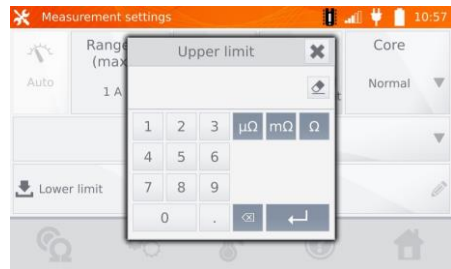 Measurement settings 10:57
Range
(max
Upper limit
Core
Auto
1 A
Normal
1 2 3 µΩ mΩ Ω
4 5 6
7 8 9
Lower limit
0 .